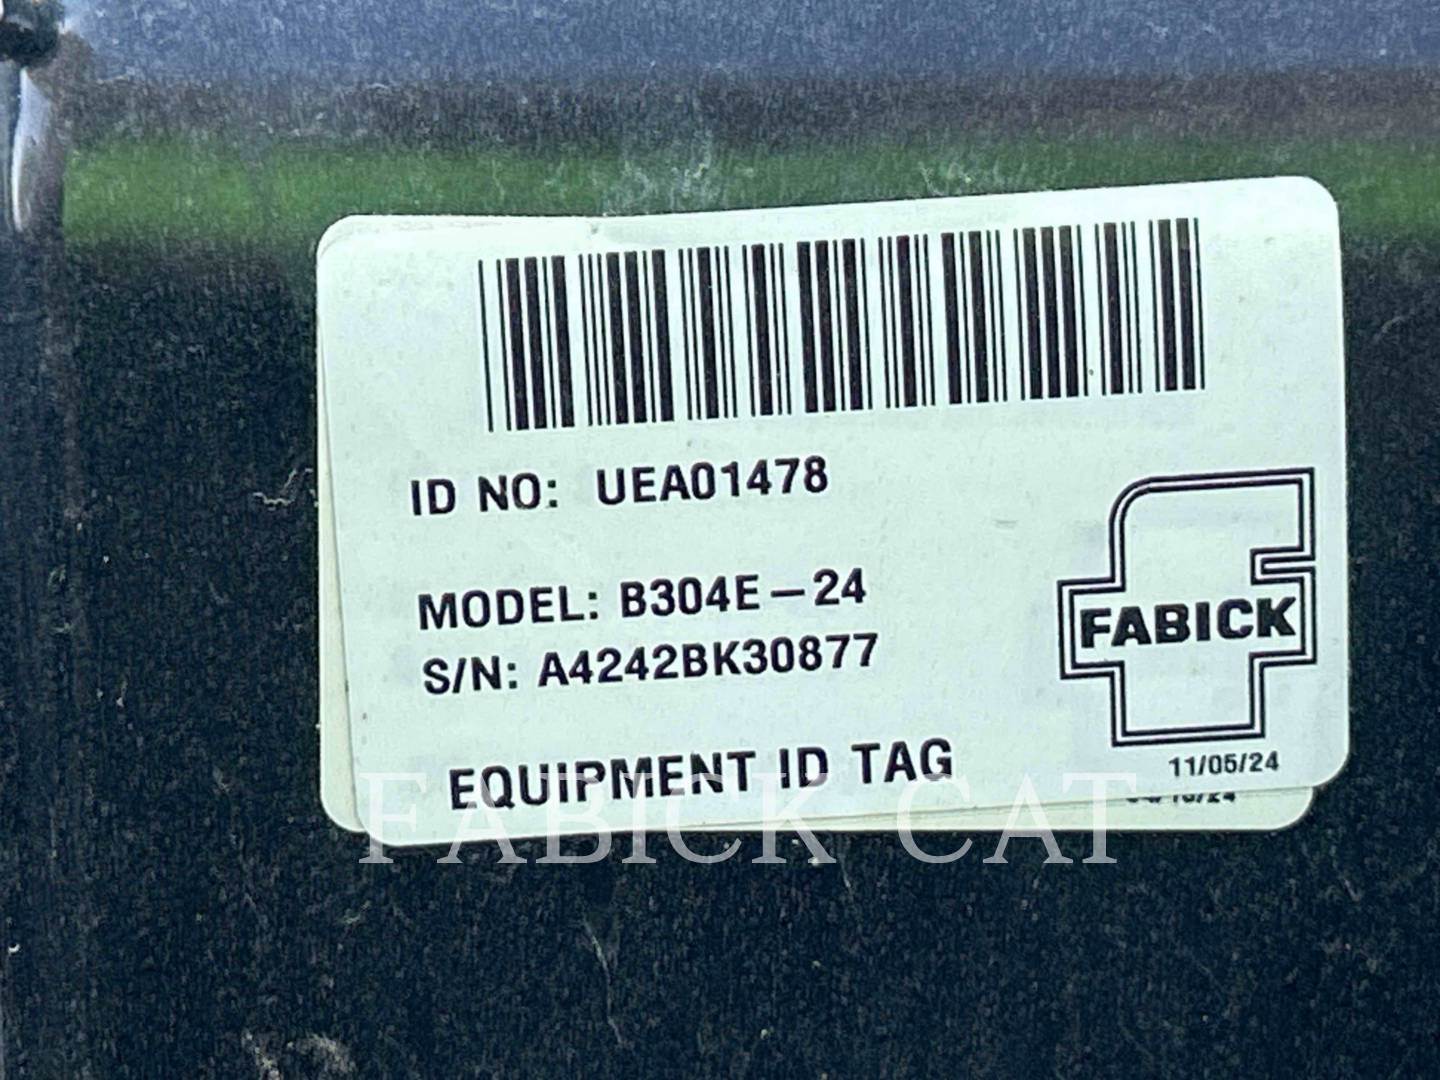 ID NO: UEA01478
MODEL: B304E-24
S/N: A4242BK30877
FABICK
EQUIPMENT ID TAG
11/05/24
FABICK CAT